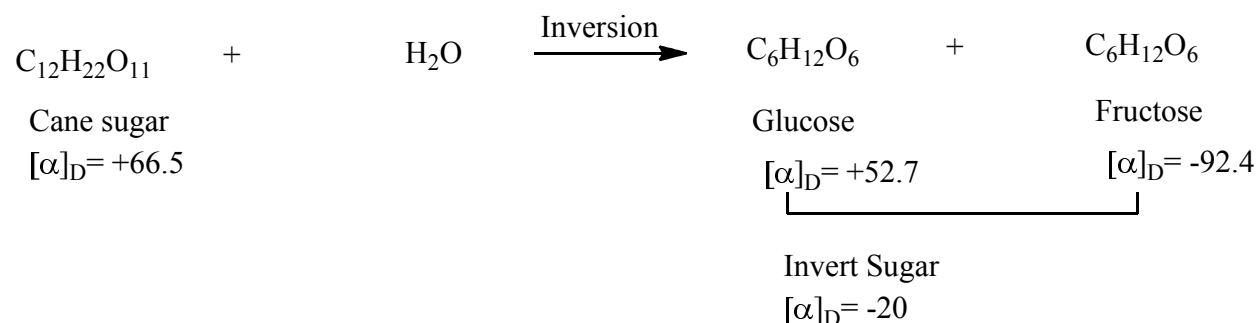 Inversion
C₁₂H₂₂O₁₁ + H₂O C₆H₁₂O₆ + C₆H₁₂O₆
Cane sugar Glucose Fructose
[α]D= +66.5 [α]D= +52.7 [α]D= -92.4
Invert Sugar
[α]D= -20